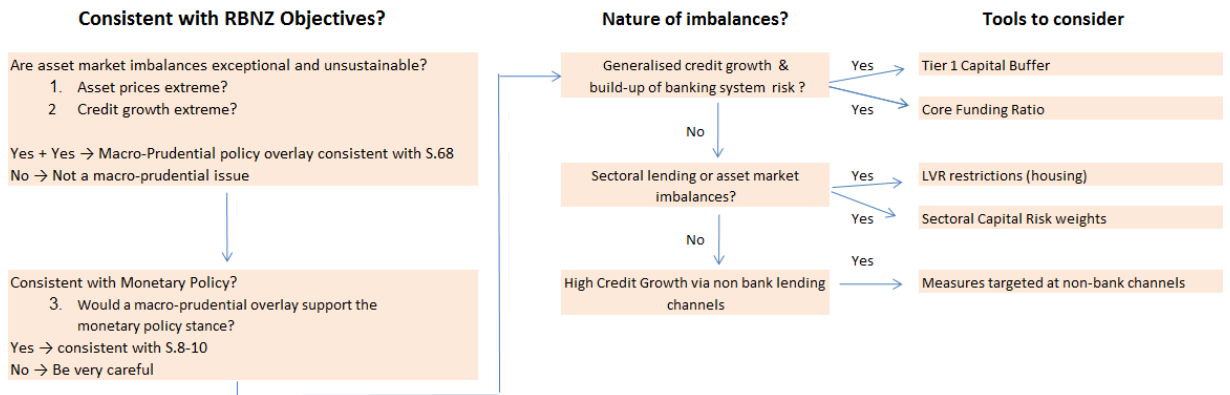 Consistent with RBNZ Objectives?
Are asset market imbalances exceptional and unsustainable?
1. Asset prices extreme?
2 Credit growth extreme?
Yes + Yes → Macro-Prudential policy overlay consistent with S.68
No → Not a macro-prudential issue
Consistent with Monetary Policy?
3. Would a macro-prudential overlay support the
monetary policy stance?
Yes → consistent with S.8-10
No → Be very careful
Nature of imbalances?
Generalised credit growth &
build-up of banking system risk ?
No
Sectoral lending or asset market
imbalances?
No
High Credit Growth via non bank lending
channels
Tools to consider
Yes
Tier 1 Capital Buffer
Yes
Core Funding Ratio
Yes
LVR restrictions (housing)
Yes
Sectoral Capital Risk weights
Yes
Measures targeted at non-bank channels